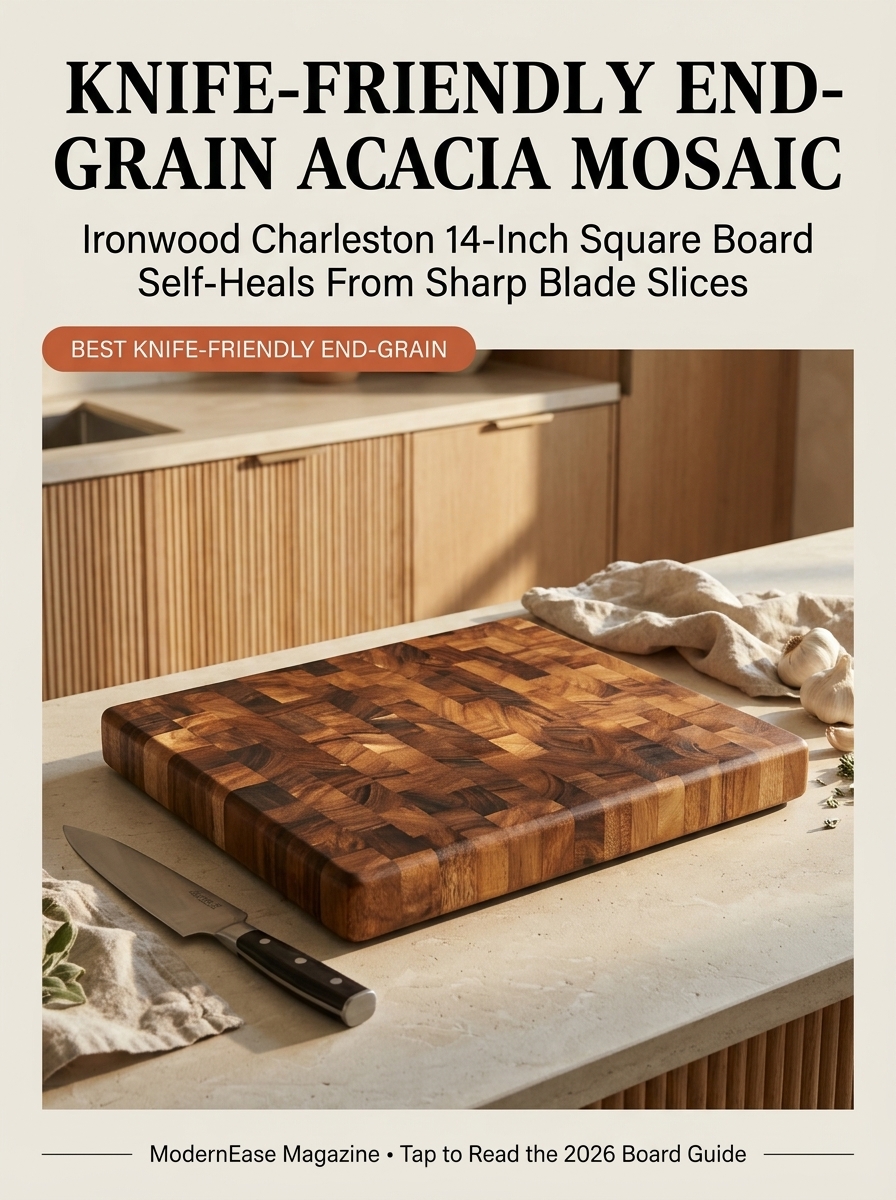 KNIFE-FRIENDLY END-
GRAIN ACACIA MOSAIC
Ironwood Charleston 14-Inch Square Board
Self-Heals From Sharp Blade Slices
BEST KNIFE-FRIENDLY END-GRAIN
ModernEase Magazine • Tap to Read the 2026 Board Guide